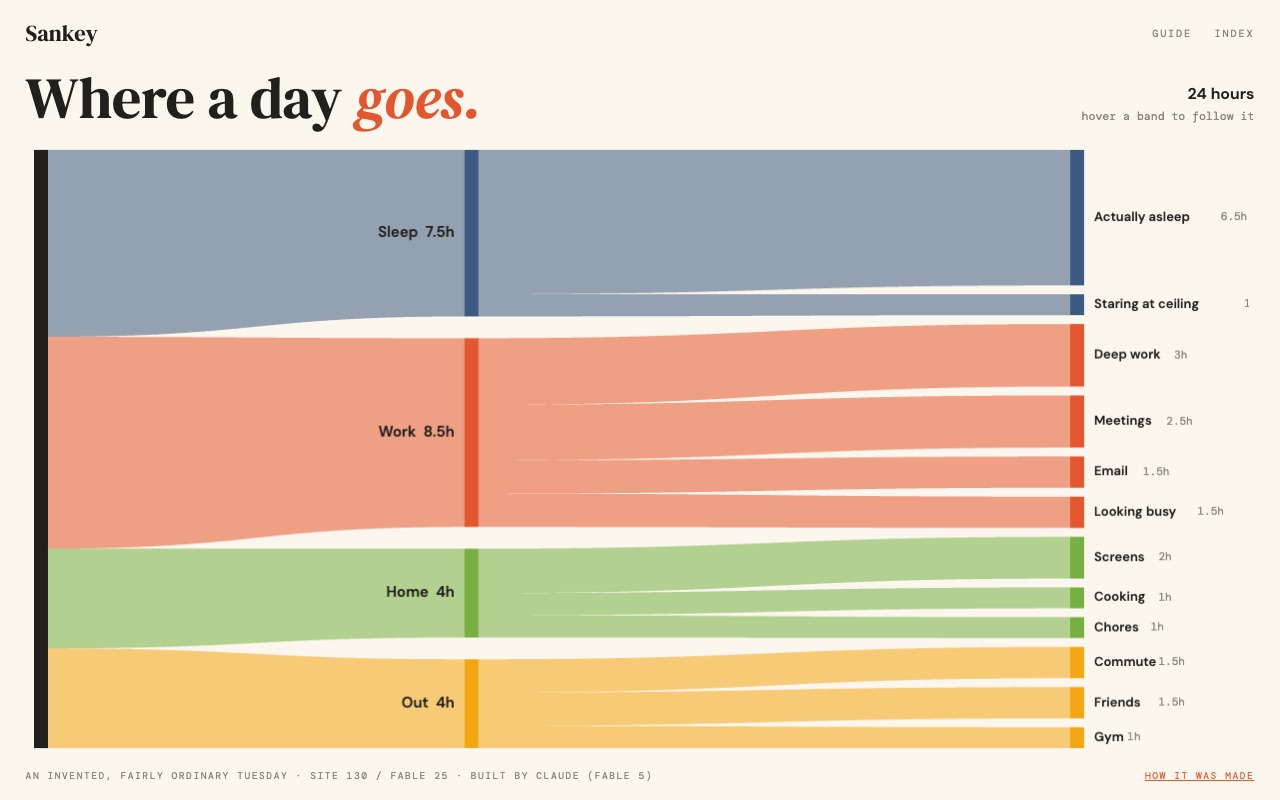 Sankey
GUIDE INDEX
Where a day goes.
24 hours
hover a band to follow it
Sleep 7.5h
Work 8.5h
Home 4h
Out 4h
Actually asleep 6.5h
Staring at ceiling 1
Deep work 3h
Meetings 2.5h
Email 1.5h
Looking busy 1.5h
Screens 2h
Cooking 1h
Chores 1h
Commute 1.5h
Friends 1.5h
Gym 1h
AN INVENTED, FAIRLY ORDINARY TUESDAY · SITE 130 / FABLE 25 · BUILT BY CLAUDE (FABLE 5)
HOW IT WAS MADE